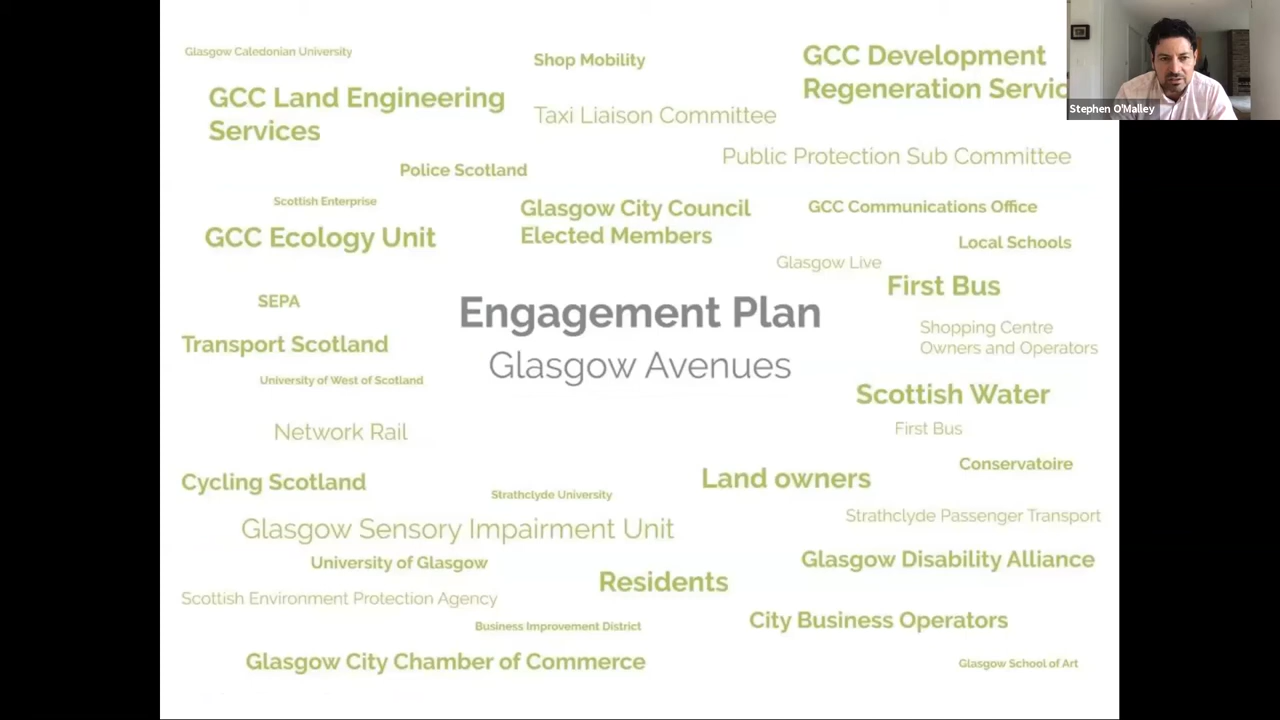 Glasgow Caledonian University
Shop Mobility
GCC Development
Regeneration Servic
Stephen O'Malley
GCC Land Engineering
Services
Taxi Liaison Committee
Public Protection Sub Committee
Police Scotland
Scottish Enterprise
Glasgow City Council
Elected Members
GCC Communications Office
GCC Ecology Unit
Local Schools
Glasgow Live
First Bus
SEPA
Engagement Plan
Glasgow Avenues
Shopping Centre
Owners and Operators
Transport Scotland
University of West of Scotland
Scottish Water
First Bus
Network Rail
Conservatoire
Cycling Scotland
Land owners
Strathclyde University
Strathclyde Passenger Transport
Glasgow Sensory Impairment Unit
University of Glasgow
Glasgow Disability Alliance
Residents
Scottish Environment Protection Agency
Business Improvement District
City Business Operators
Glasgow City Chamber of Commerce
Glasgow School of Art